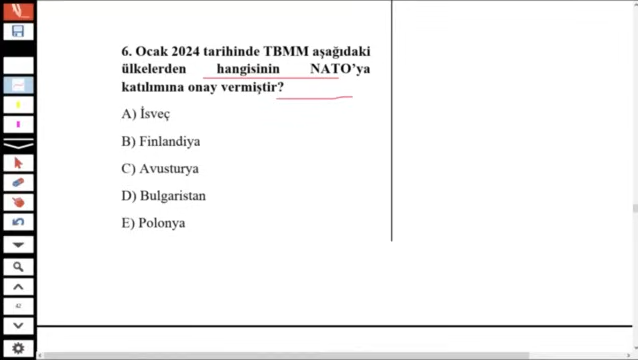 6. Ocak 2024 tarihinde TBMM aşağıdaki
ülkelerden hangisinin NATO'ya
katılımına onay vermiştir?
A) İsveç
B) Finlandiya
C) Avusturya
D) Bulgaristan
E) Polonya